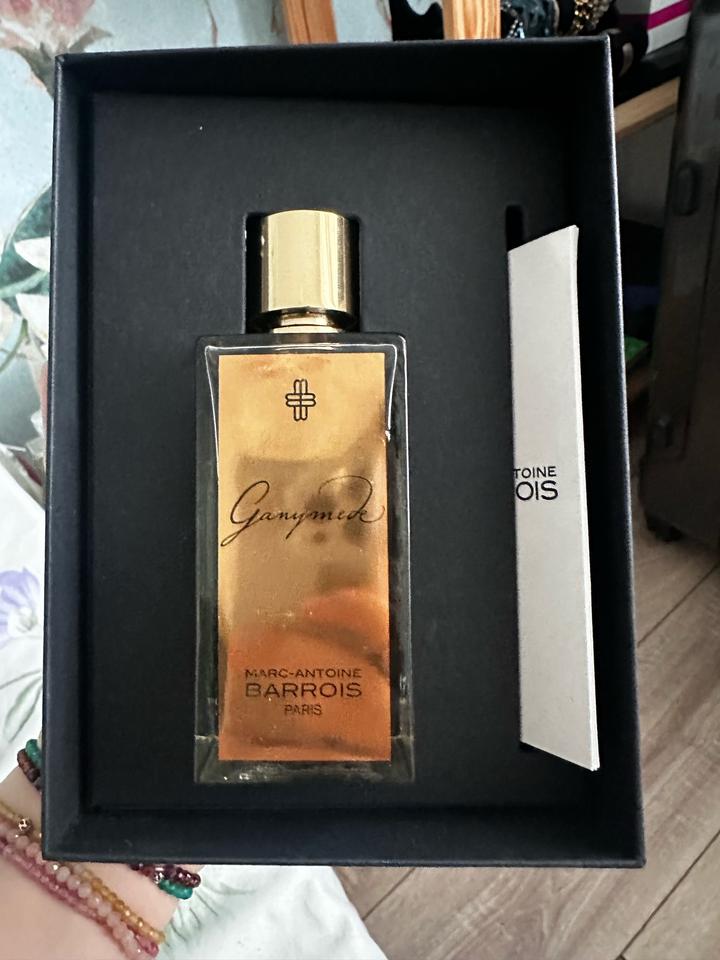 Ganymede
MARC-ANTOINE
BARROIS
PARIS
TOINE
OIS